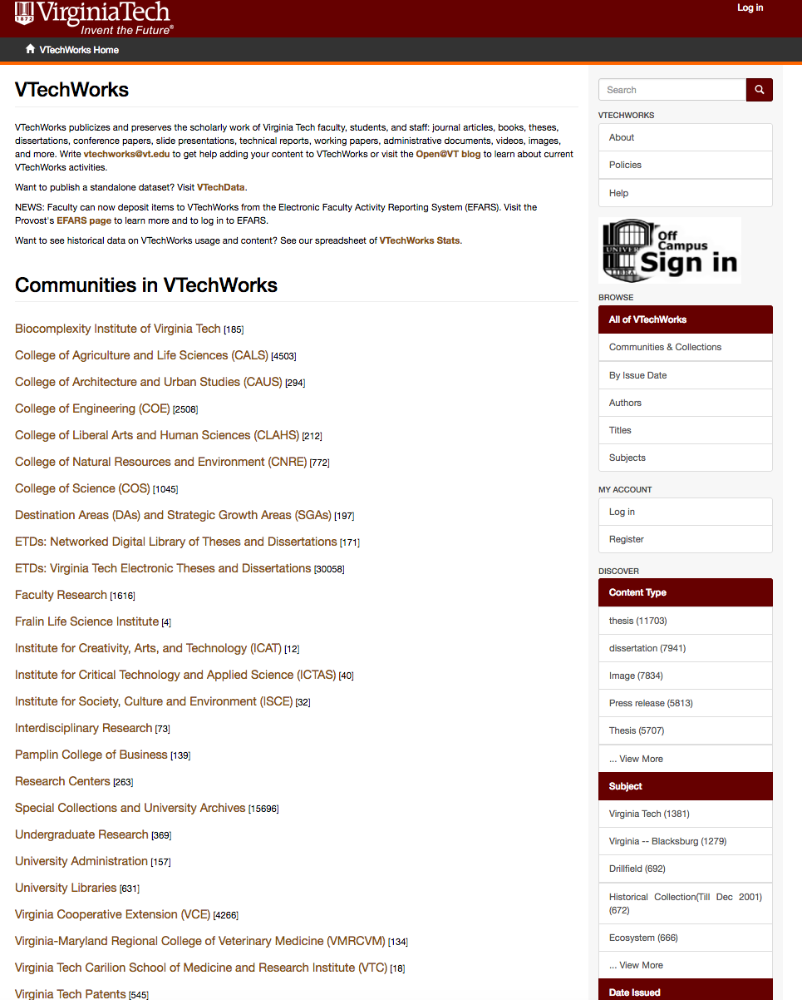 VirginiaTech
1872
Invent the Future®
Log in
VTechWorks Home
VTechWorks
VTechWorks publicizes and preserves the scholarly work of Virginia Tech faculty, students, and staff: journal articles, books, theses,
dissertations, conference papers, slide presentations, technical reports, working papers, administrative documents, videos, images,
and more. Write vtechworks@vt.edu to get help adding your content to VTechWorks or visit the Open@VT blog to learn about current
VTechWorks activities.
Want to publish a standalone dataset? Visit VTechData.
NEWS: Faculty can now deposit items to VTechWorks from the Electronic Faculty Activity Reporting System (EFARS). Visit the
Provost's EFARS page to learn more and to log in to EFARS.
Want to see historical data on VTechWorks usage and content? See our spreadsheet of VTechWorks Stats.
Communities in VTechWorks
Biocomplexity Institute of Virginia Tech [185]
College of Agriculture and Life Sciences (CALS) [4503]
College of Architecture and Urban Studies (CAUS) [294]
College of Engineering (COE) [2508]
College of Liberal Arts and Human Sciences (CLAHS) [212]
College of Natural Resources and Environment (CNRE) [772]
College of Science (COS) [1045]
Destination Areas (DAs) and Strategic Growth Areas (SGAs) [197]
ETDs: Networked Digital Library of Theses and Dissertations [171]
ETDs: Virginia Tech Electronic Theses and Dissertations [30058]
Faculty Research [1616]
Fralin Life Science Institute [4]
Institute for Creativity, Arts, and Technology (ICAT) [12]
Institute for Critical Technology and Applied Science (ICTAS) [40]
Institute for Society, Culture and Environment (ISCE) [32]
Interdisciplinary Research [73]
Pamplin College of Business [139]
Research Centers [263]
Special Collections and University Archives [15696]
Undergraduate Research [369]
University Administration [157]
University Libraries [631]
Virginia Cooperative Extension (VCE) [4266]
Virginia-Maryland Regional College of Veterinary Medicine (VMRCVM) [134]
Virginia Tech Carilion School of Medicine and Research Institute (VTC) [18]
Virginia Tech Patents [545]
Search
VTECHWORKS
About
Policies
Help
UNIVER
LIBRA
Off
Campus
Sign in
BROWSE
All of VTechWorks
Communities & Collections
By Issue Date
Authors
Titles
Subjects
MY ACCOUNT
Log in
Register
DISCOVER
Content Type
thesis (11703)
dissertation (7941)
Image (7834)
Press release (5813)
Thesis (5707)
... View More
Subject
Virginia Tech (1381)
Virginia -- Blacksburg (1279)
Drillfield (692)
Historical Collection(Till Dec 2001)
(672)
Ecosystem (666)
... View More
Date Issued